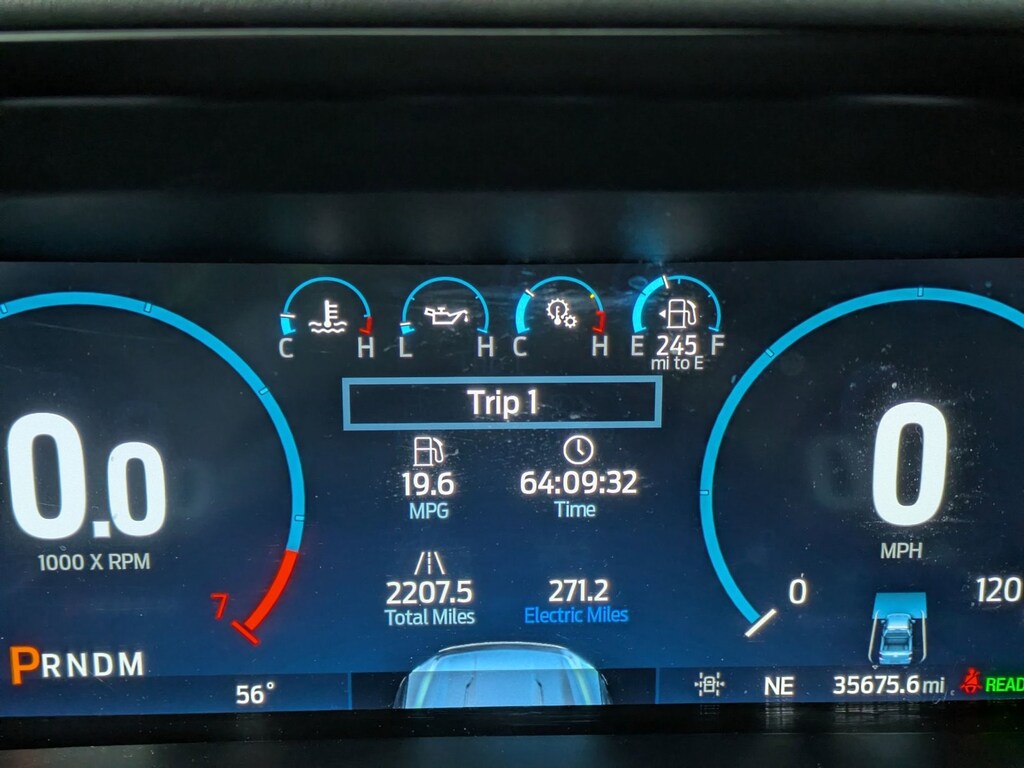 C H
L H
C H
E F
245
mi to E
Trip 1
19.6
MPG
64:09:32
Time
2207.5
Total Miles
271.2
Electric Miles
0.0
1000 X RPM
7
0
MPH
0
120
PRNDM
56°
NE
35675.6 mi
READ